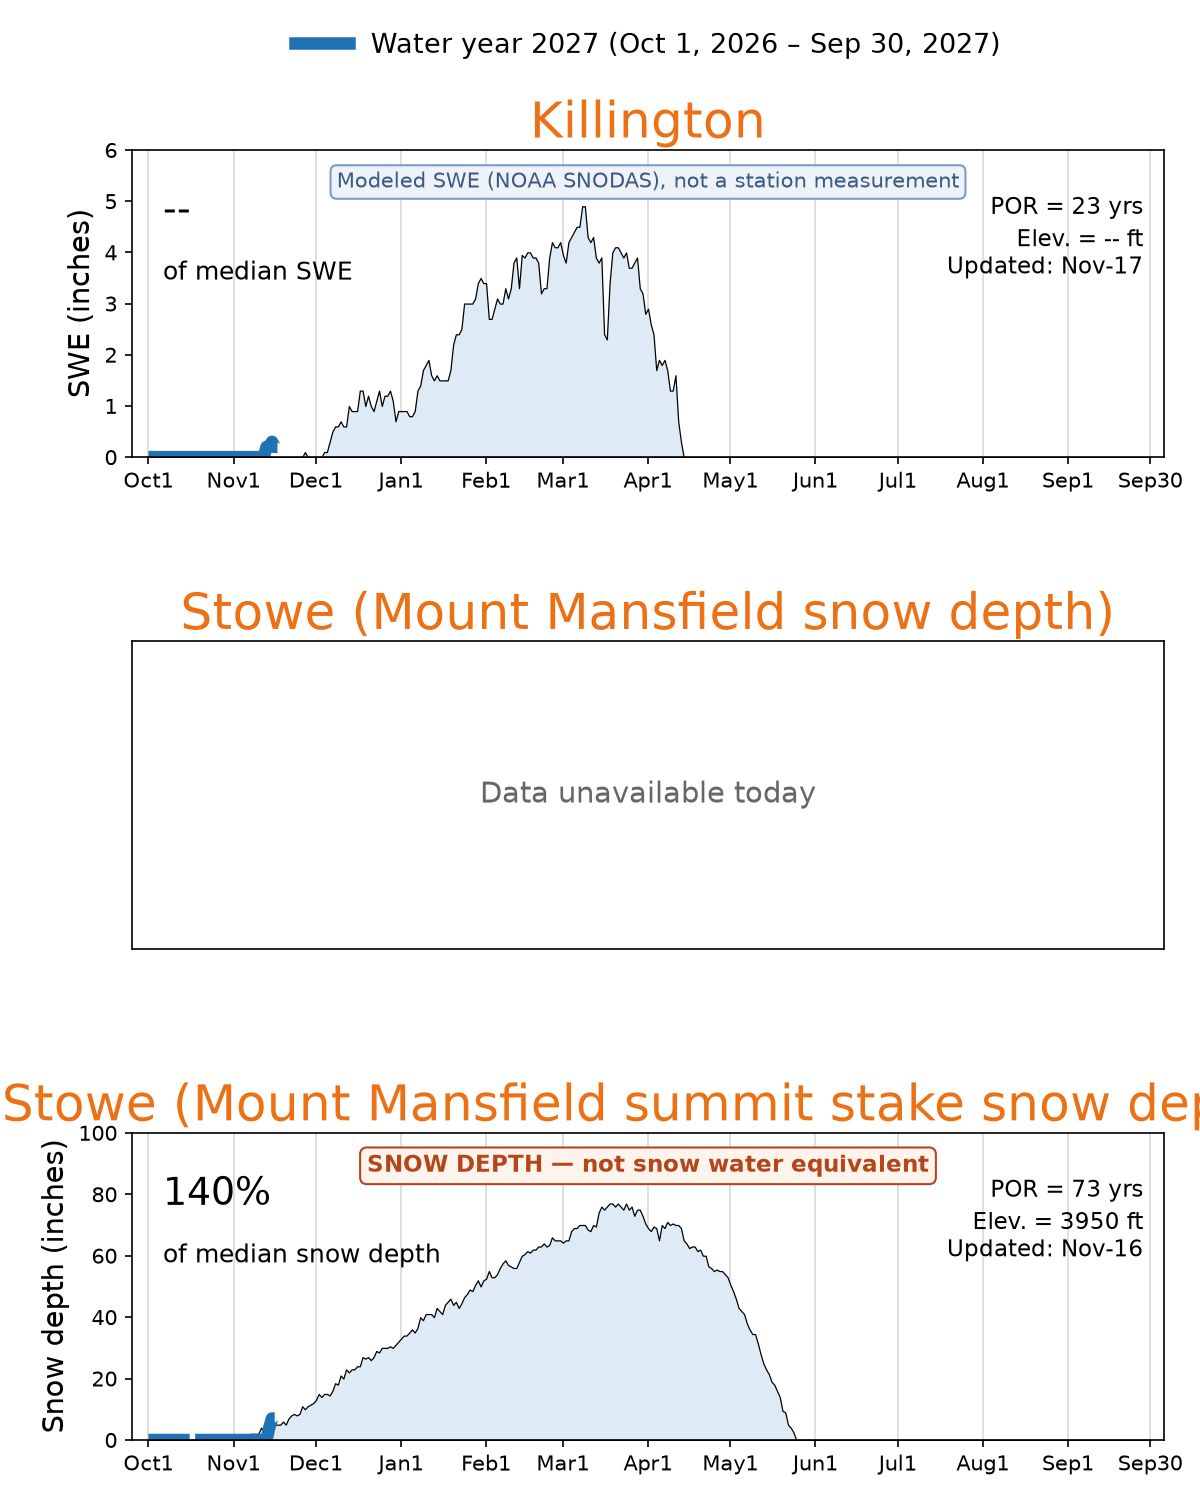 Water year 2027 (Oct 1, 2026 – Sep 30, 2027)
Killington
Modeled SWE (NOAA SNODAS), not a station measurement
--
of median SWE
POR = 23 yrs
Elev. = -- ft
Updated: Nov-17
SWE (inches)
6
5
4
3
2
1
0
Oct1 Nov1 Dec1 Jan1 Feb1 Mar1 Apr1 May1 Jun1 Jul1 Aug1 Sep1 Sep30
Stowe (Mount Mansfield snow depth)
Data unavailable today
Stowe (Mount Mansfield summit stake snow dep
SNOW DEPTH — not snow water equivalent
140%
of median snow depth
POR = 73 yrs
Elev. = 3950 ft
Updated: Nov-16
Snow depth (inches)
100
80
60
40
20
0
Oct1 Nov1 Dec1 Jan1 Feb1 Mar1 Apr1 May1 Jun1 Jul1 Aug1 Sep1 Sep30